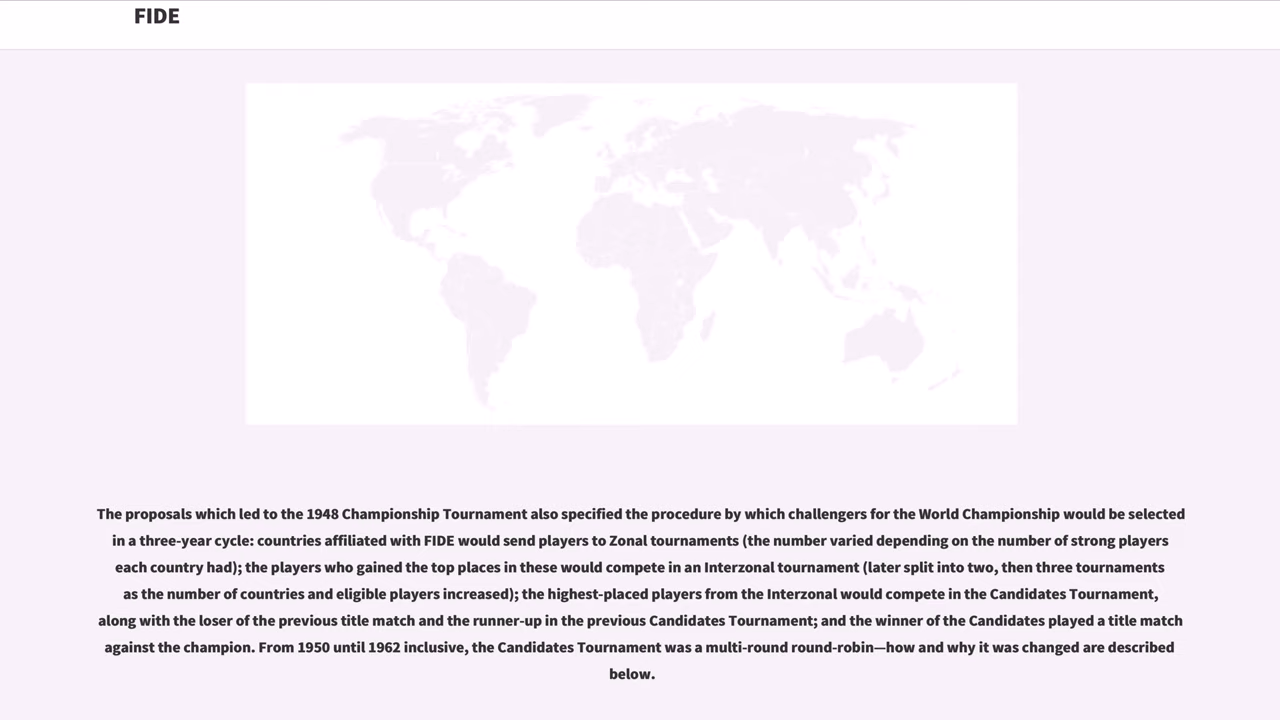 FIDE
The proposals which led to the 1948 Championship Tournament also specified the procedure by which challengers for the World Championship would be selected
in a three-year cycle: countries affiliated with FIDE would send players to Zonal tournaments (the number varied depending on the number of strong players
each country had); the players who gained the top places in these would compete in an Interzonal tournament (later split into two, then three tournaments
as the number of countries and eligible players increased); the highest-placed players from the Interzonal would compete in the Candidates Tournament,
along with the loser of the previous title match and the runner-up in the previous Candidates Tournament; and the winner of the Candidates played a title match
against the champion. From 1950 until 1962 inclusive, the Candidates Tournament was a multi-round round-robin—how and why it was changed are described
below.